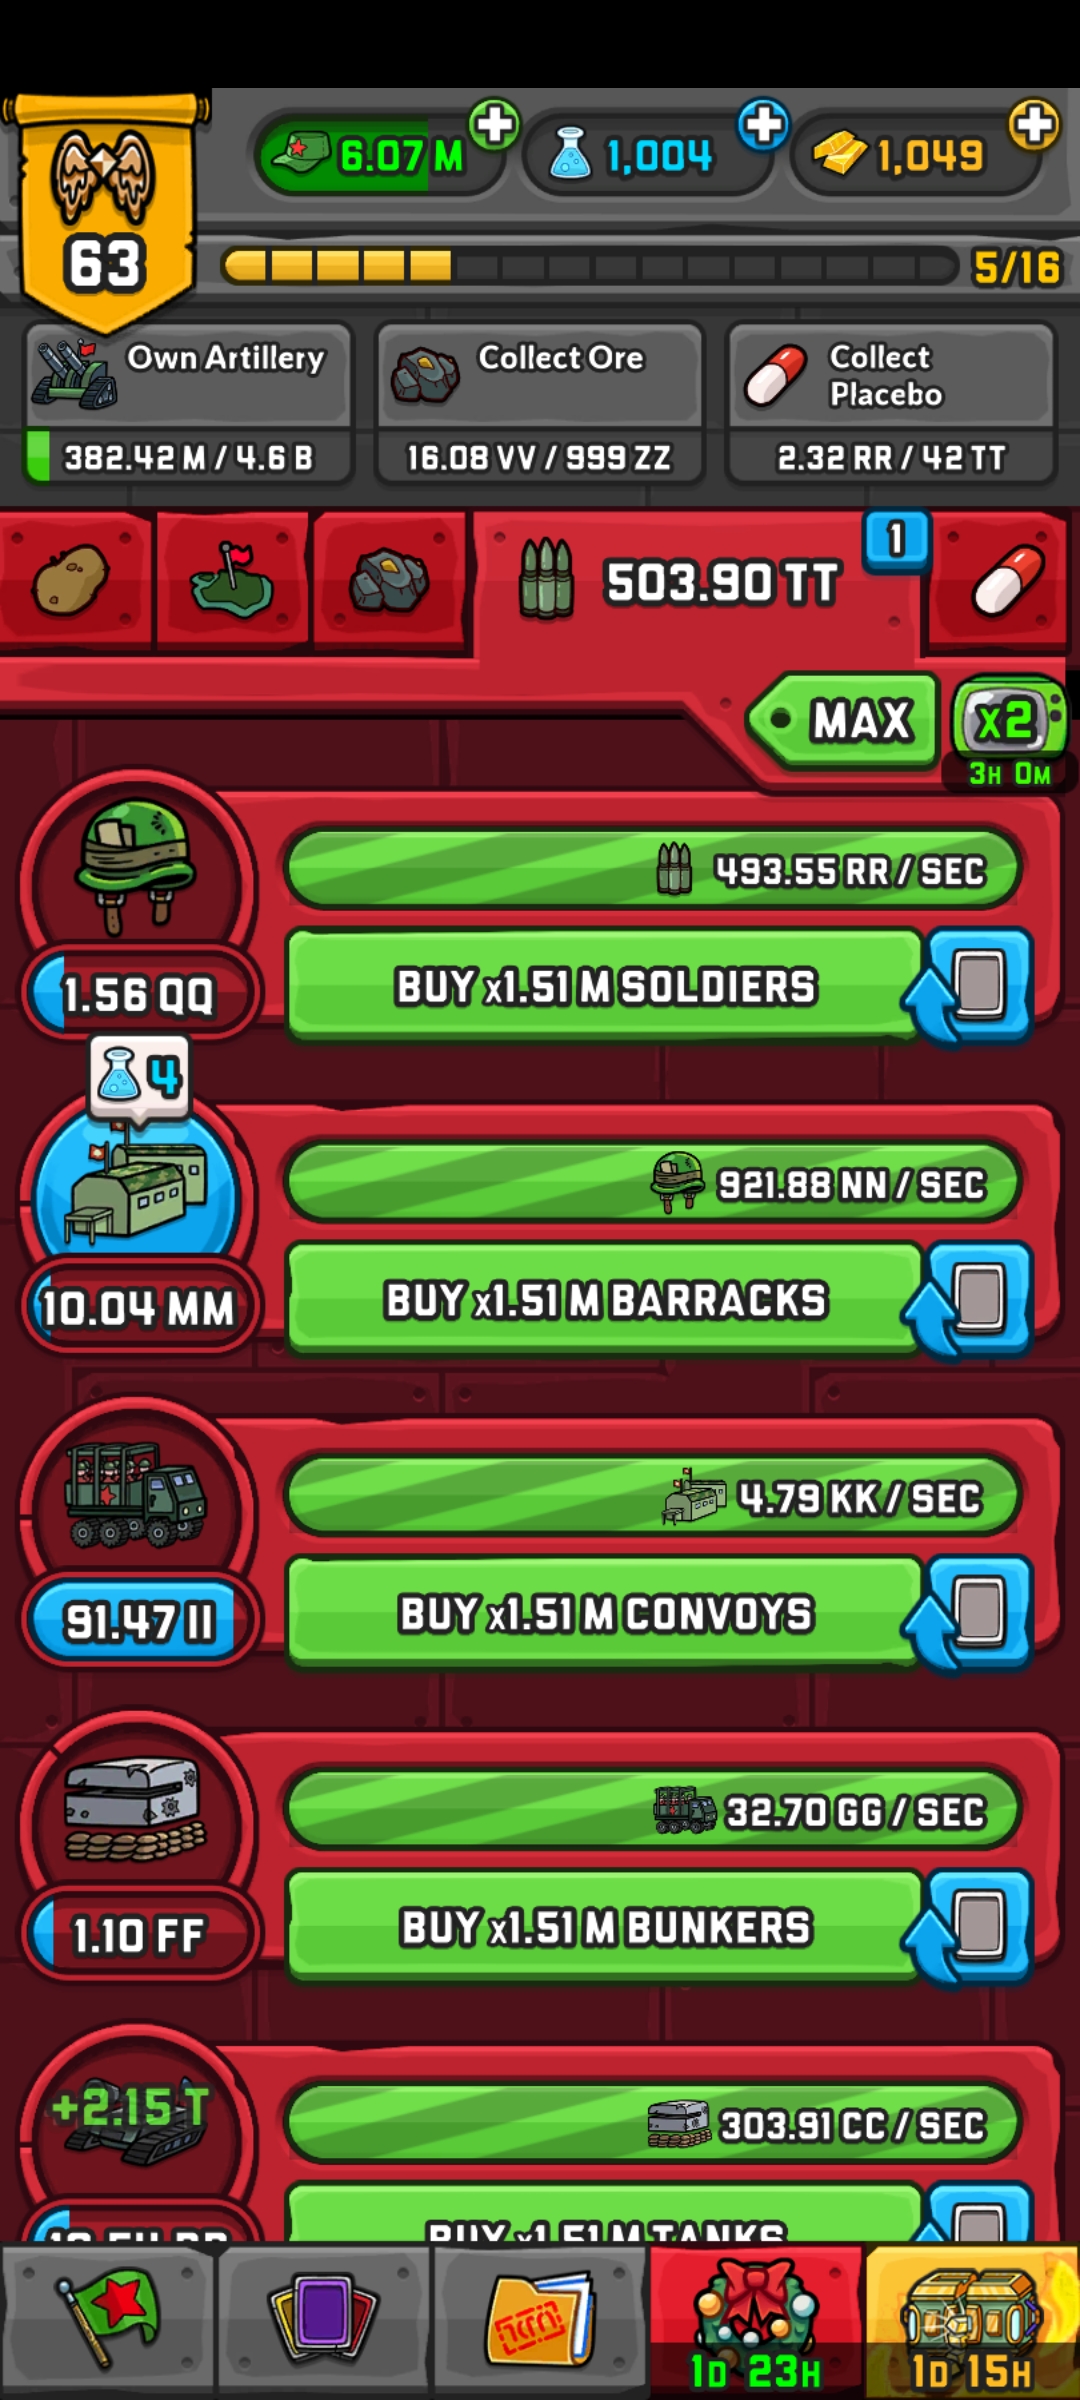 6.07 M
1,004
1,049
63
5/16
Own Artillery
382.42 M / 4.6 B
Collect Ore
16.08 VV / 999 ZZ
Collect
Placebo
2.32 RR / 42 TT
503.90 TT
1
MAX
x2
3H 0M
493.55 RR / SEC
1.56 QQ
BUY x1.51 M SOLDIERS
4
921.88 NN / SEC
10.04 MM
BUY x1.51 M BARRACKS
4.79 KK / SEC
91.47 II
BUY x1.51 M CONVOYS
32.70 GG / SEC
1.10 FF
BUY x1.51 M BUNKERS
+2.15 T
303.91 CC / SEC
BUY x1.51 M TANKS
1D 23H
1D 15H